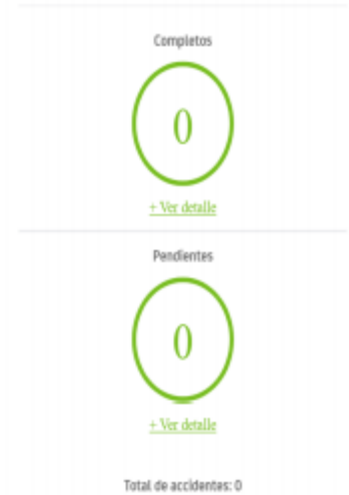 Completos
0
+ Ver detalle
Pendientes
0
+ Ver detalle
Total de accidentes: 0